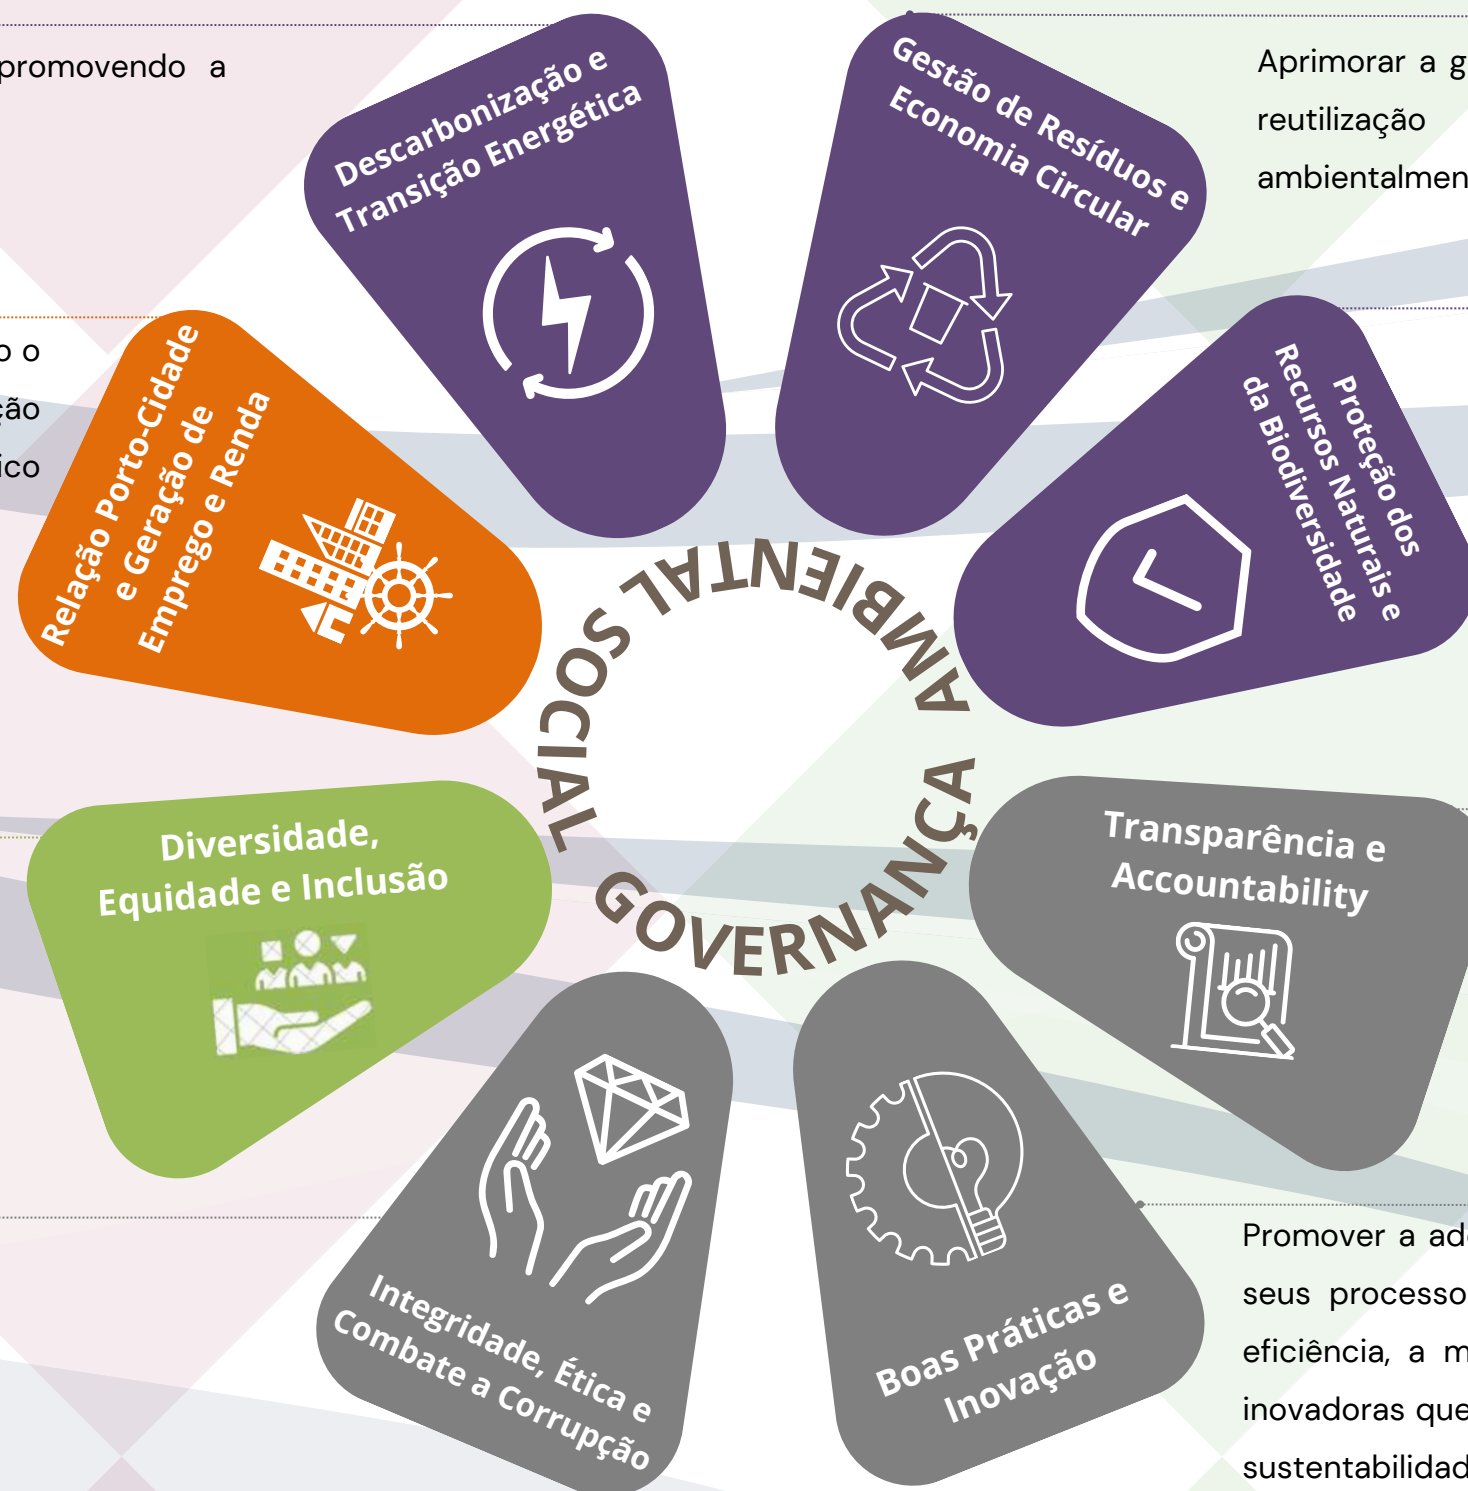 promovendo a
Descarbonização e
Transição Energética
Gestão de Resíduos e
Economia Circular
Aprimorar a g
reutilização
ambientalmen
o o
ção
ico
Relação Porto-Cidade
e Geração de
Emprego e Renda
Proteção dos
Recursos Naturais e
da Biodiversidade
SOCIAL
AMBIENTAL
GOVERNANÇA
Diversidade,
Equidade e Inclusão
Transparência e
Accountability
Integridade, Ética e
Combate a Corrupção
Boas Práticas e
Inovação
Promover a ad
seus processo
eficiência, a m
inovadoras que
sustentabilidad